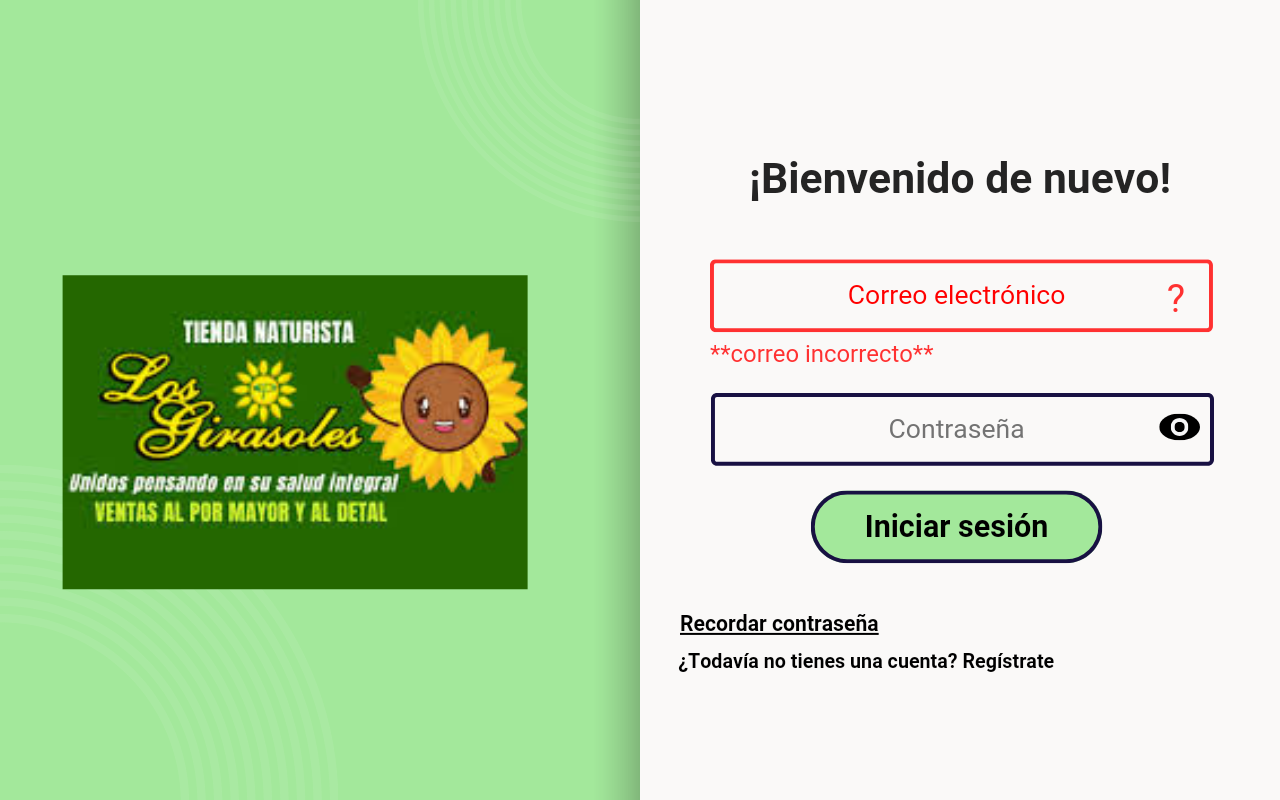 TIENDA NATURISTA
Los
Girasoles
Unidos pensando en su salud integral
VENTAS AL POR MAYOR Y AL DETAL
¡Bienvenido de nuevo!
Correo electrónico ?
**correo incorrecto**
Contraseña
Iniciar sesión
Recordar contraseña
¿Todavía no tienes una cuenta? Regístrate